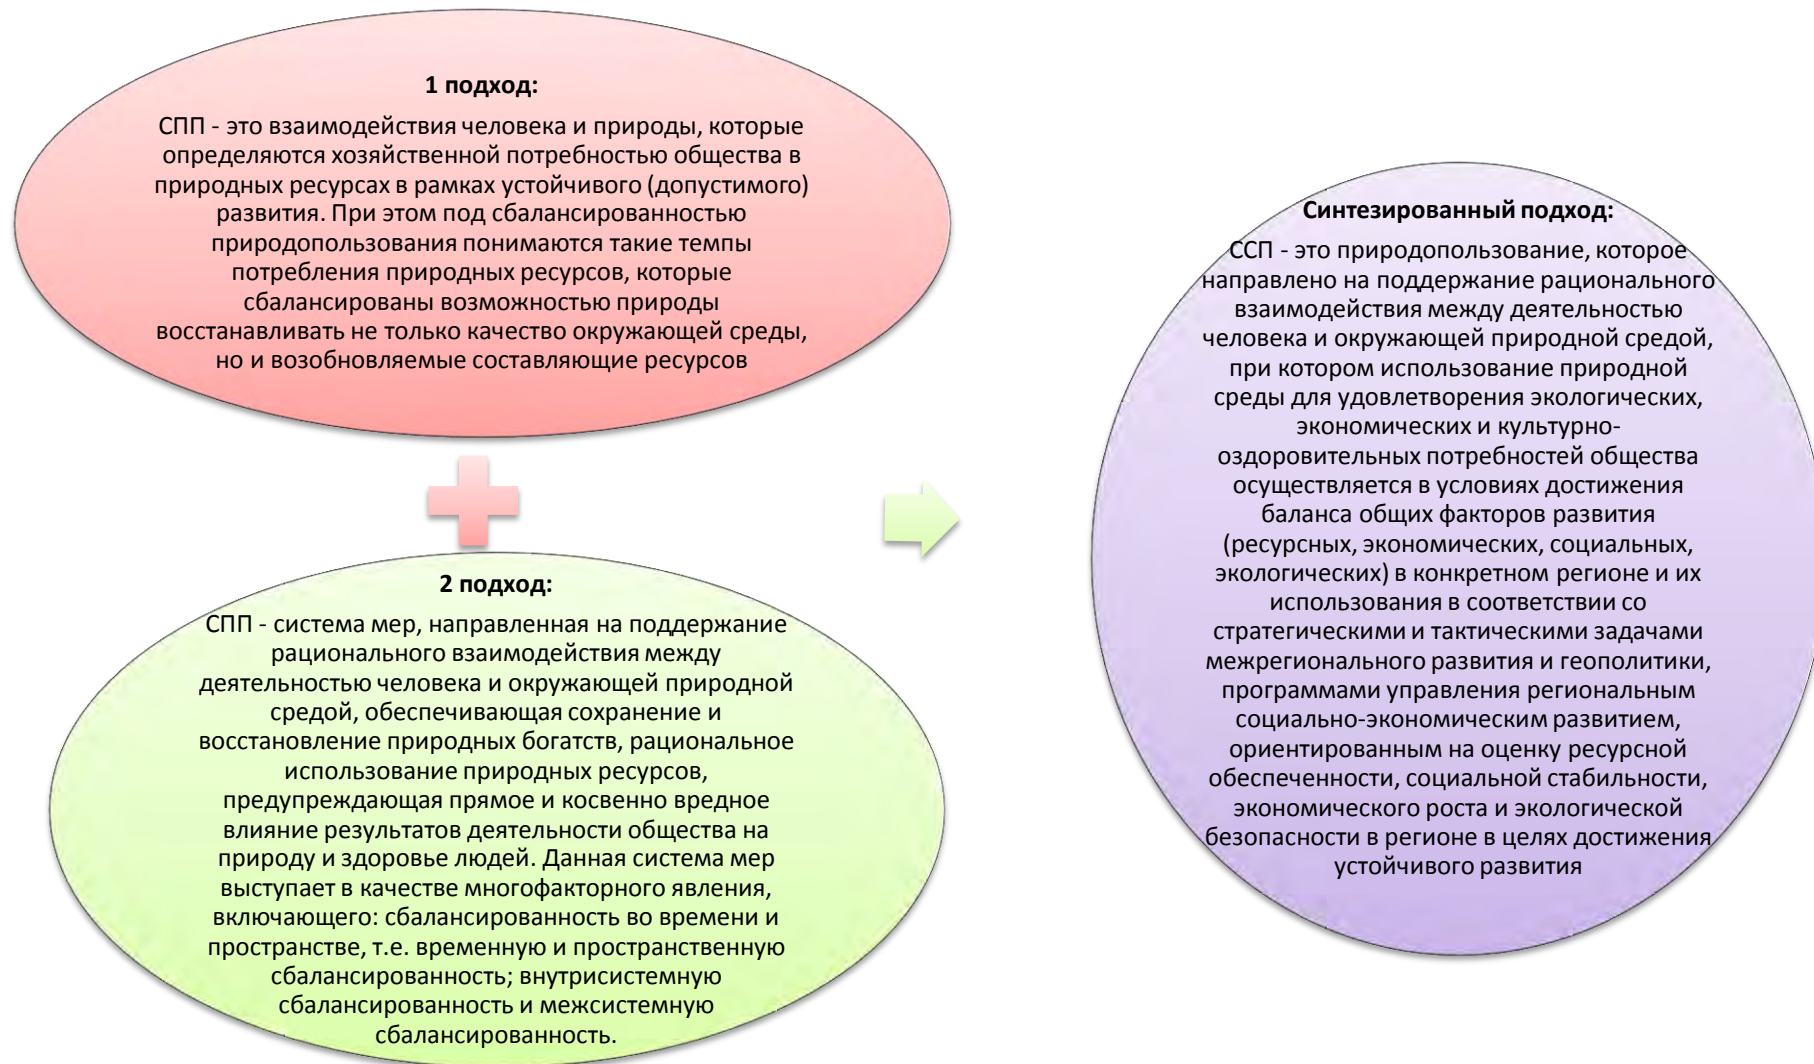 1 подход:
СПП - это взаимодействия человека и природы, которые
определяются хозяйственной потребностью общества в
природных ресурсах в рамках устойчивого (допустимого)
развития. При этом под сбалансированностью
природопользования понимаются такие темпы
потребления природных ресурсов, которые
сбалансированы возможностью природы
восстанавливать не только качество окружающей среды,
но и возобновляемые составляющие ресурсов
2 подход:
СПП - система мер, направленная на поддержание
рационального взаимодействия между
деятельностью человека и окружающей природной
средой, обеспечивающая сохранение и
восстановление природных богатств, рациональное
использование природных ресурсов,
предупреждающая прямое и косвенно вредное
влияние результатов деятельности общества на
природу и здоровье людей. Данная система мер
выступает в качестве многофакторного явления,
включающего: сбалансированность во времени и
пространстве, т.е. временную и пространственную
сбалансированность; внутрисистемную
сбалансированность и межсистемную
сбалансированность.
Синтезированный подход:
ССП - это природопользование, которое
направлено на поддержание рационального
взаимодействия между деятельностью
человека и окружающей природной средой,
при котором использование природной
среды для удовлетворения экологических,
экономических и культурно-
оздоровительных потребностей общества
осуществляется в условиях достижения
баланса общих факторов развития
(ресурсных, экономических, социальных,
экологических) в конкретном регионе и их
использования в соответствии со
стратегическими и тактическими задачами
межрегионального развития и геополитики,
программами управления региональным
социально-экономическим развитием,
ориентированным на оценку ресурсной
обеспеченности, социальной стабильности,
экономического роста и экологической
безопасности в регионе в целях достижения
устойчивого развития